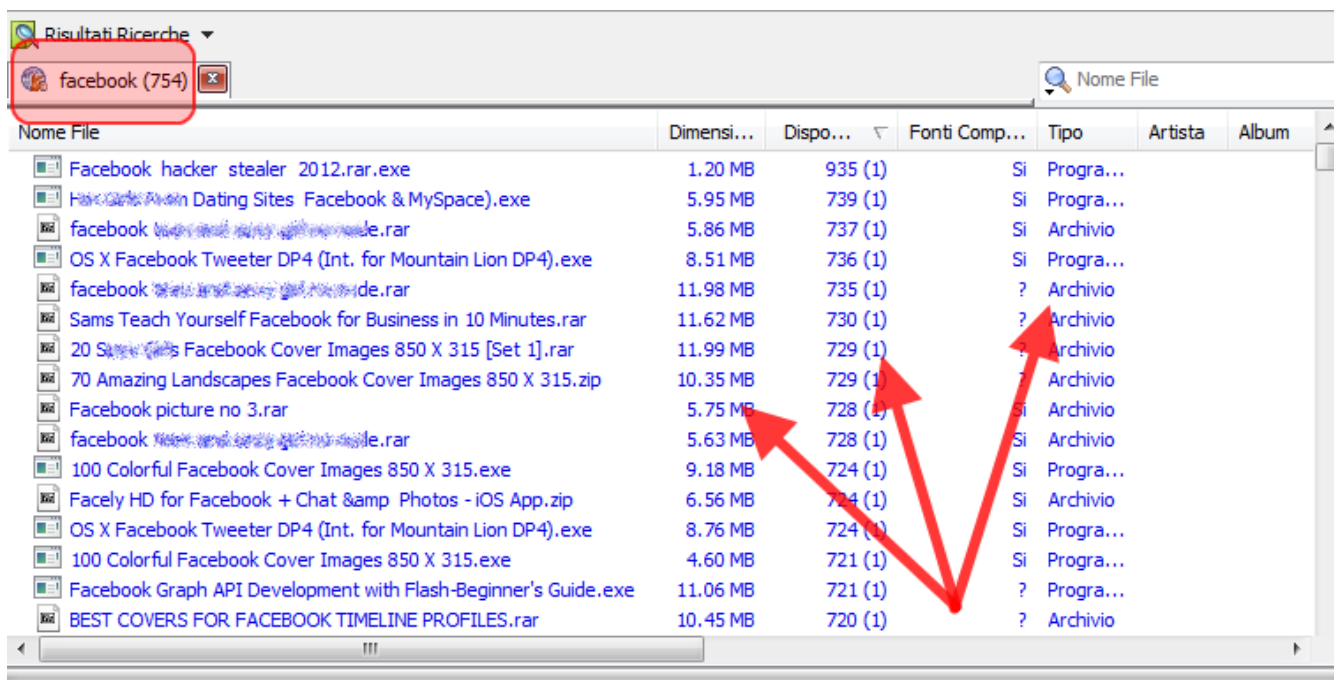 Risultati Ricerche
facebook (754)
Nome File
Nome File Dimensi... Dispo... Fonti Comp... Tipo Artista Album
Facebook hacker stealer 2012.rar.exe 1.20 MB 935 (1) Si Progra...
Dating Sites Facebook & MySpace).exe 5.95 MB 739 (1) Si Progra...
facebook .rar 5.86 MB 737 (1) Si Archivio
OS X Facebook Tweeter DP4 (Int. for Mountain Lion DP4).exe 8.51 MB 736 (1) Si Progra...
facebook .rar 11.98 MB 735 (1) ? Archivio
Sams Teach Yourself Facebook for Business in 10 Minutes.rar 11.62 MB 730 (1) ? Archivio
20 Facebook Cover Images 850 X 315 [Set 1].rar 11.99 MB 729 (1) ? Archivio
70 Amazing Landscapes Facebook Cover Images 850 X 315.zip 10.35 MB 729 (1) ? Archivio
Facebook picture no 3.rar 5.75 MB 728 (1) Si Archivio
facebook .rar 5.63 MB 728 (1) Si Archivio
100 Colorful Facebook Cover Images 850 X 315.exe 9.18 MB 724 (1) Si Progra...
Facely HD for Facebook + Chat &amp Photos - iOS App.zip 6.56 MB 724 (1) Si Archivio
OS X Facebook Tweeter DP4 (Int. for Mountain Lion DP4).exe 8.76 MB 724 (1) Si Progra...
100 Colorful Facebook Cover Images 850 X 315.exe 4.60 MB 721 (1) Si Progra...
Facebook Graph API Development with Flash-Beginner's Guide.exe 11.06 MB 721 (1) ? Progra...
BEST COVERS FOR FACEBOOK TIMELINE PROFILES.rar 10.45 MB 720 (1) ? Archivio